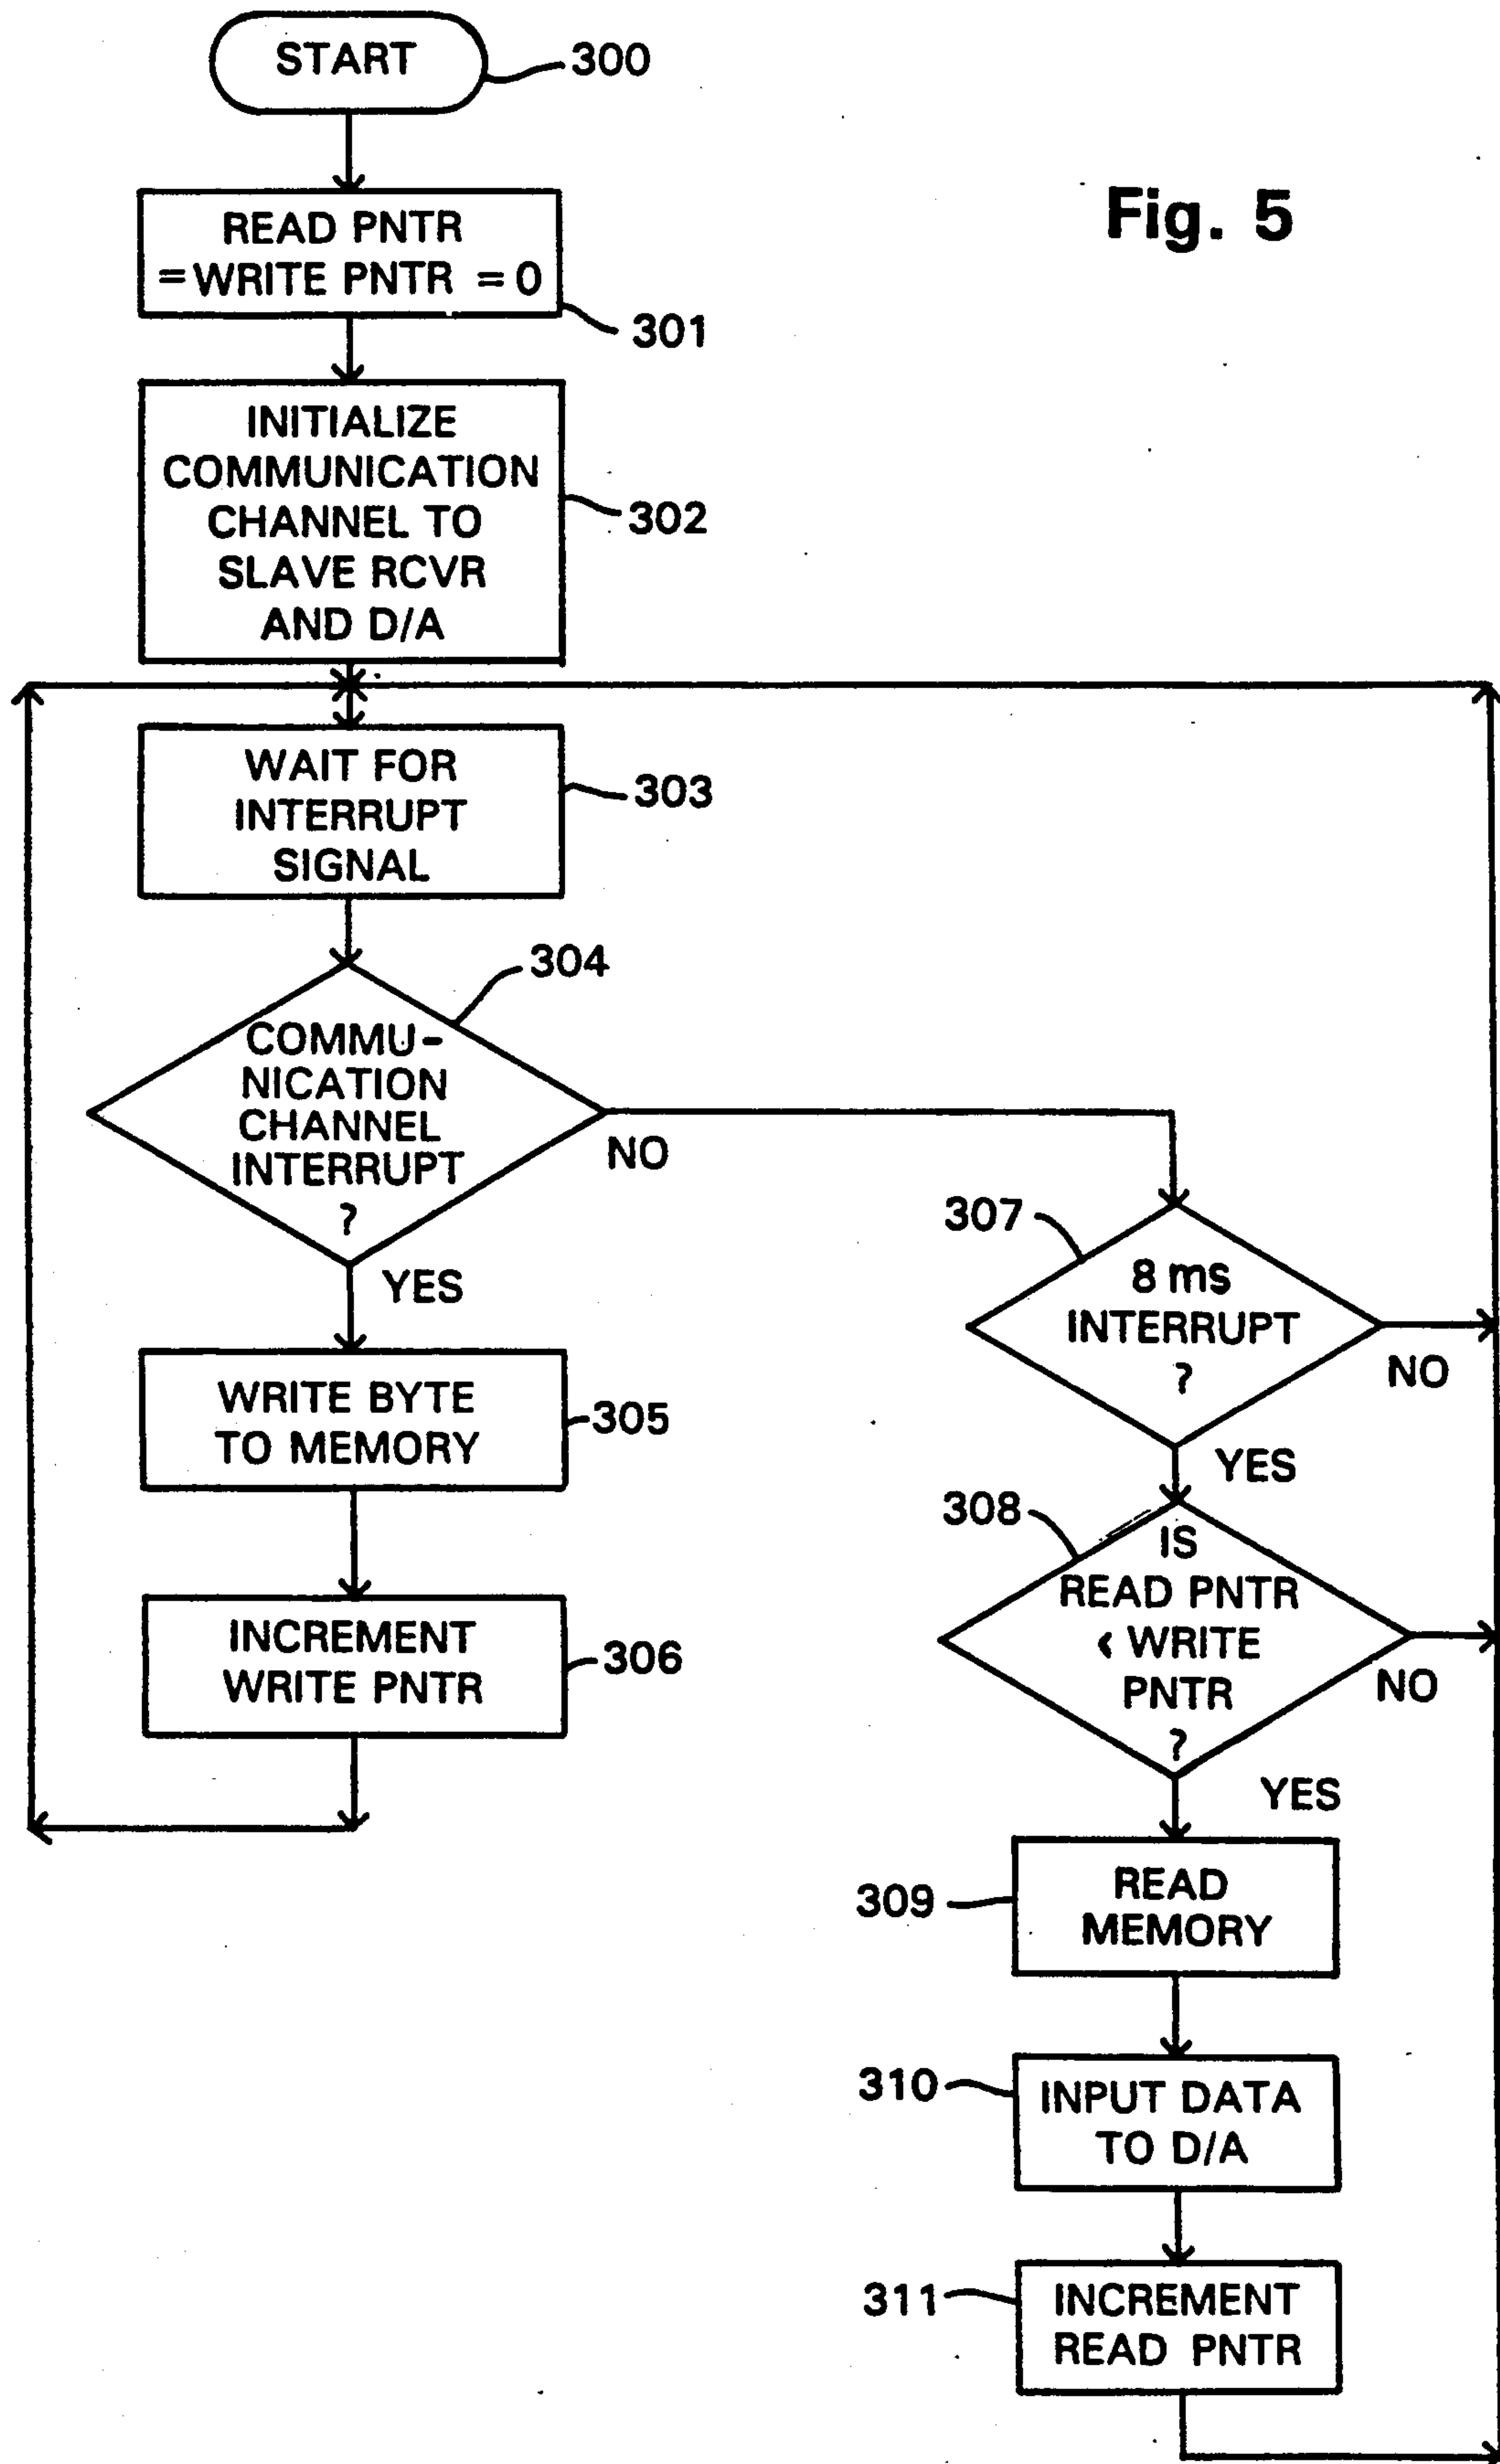 START
300
Fig. 5
READ PNTR
=WRITE PNTR = 0
301
INITIALIZE
COMMUNICATION
CHANNEL TO
SLAVE RCVR
AND D/A
302
WAIT FOR
INTERRUPT
SIGNAL
303
304
COMMU-
NICATION
CHANNEL
INTERRUPT
?
NO
YES
WRITE BYTE
TO MEMORY
305
INCREMENT
WRITE PNTR
306
307
8 ms
INTERRUPT
?
NO
YES
308
IS
READ PNTR
< WRITE
PNTR
?
NO
YES
309
READ
MEMORY
310
INPUT DATA
TO D/A
311
INCREMENT
READ PNTR